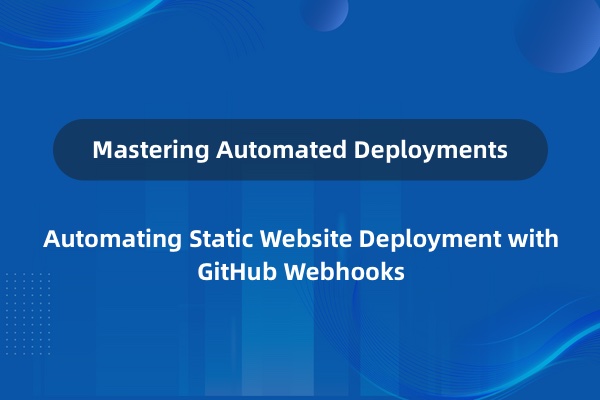 Mastering Automated Deployments
Automating Static Website Deployment with
GitHub Webhooks